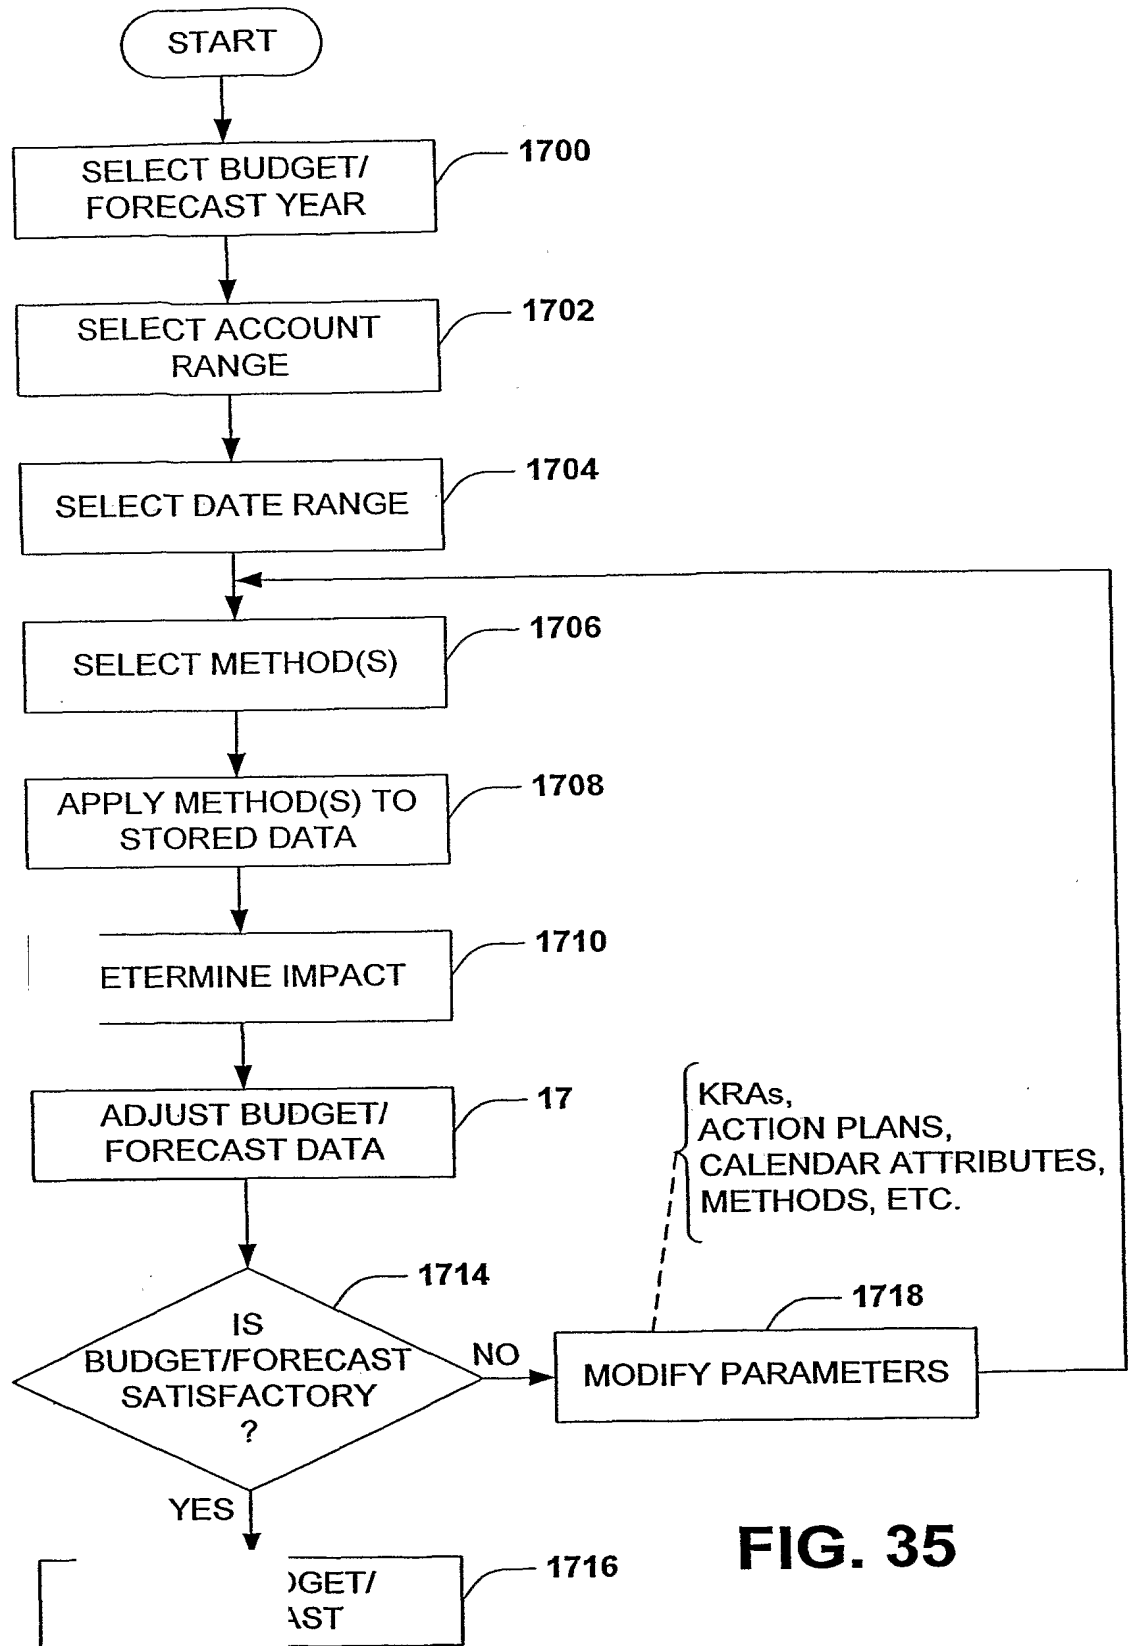 START
1700
SELECT BUDGET/
FORECAST YEAR
1702
SELECT ACCOUNT
RANGE
1704
SELECT DATE RANGE
1706
SELECT METHOD(S)
1708
APPLY METHOD(S) TO
STORED DATA
1710
ETERMINE IMPACT
17
ADJUST BUDGET/
FORECAST DATA
KRAs,
ACTION PLANS,
CALENDAR ATTRIBUTES,
METHODS, ETC.
1714
IS
BUDGET/FORECAST
SATISFACTORY
?
NO
1718
MODIFY PARAMETERS
YES
1716
DGET/
AST
FIG. 35